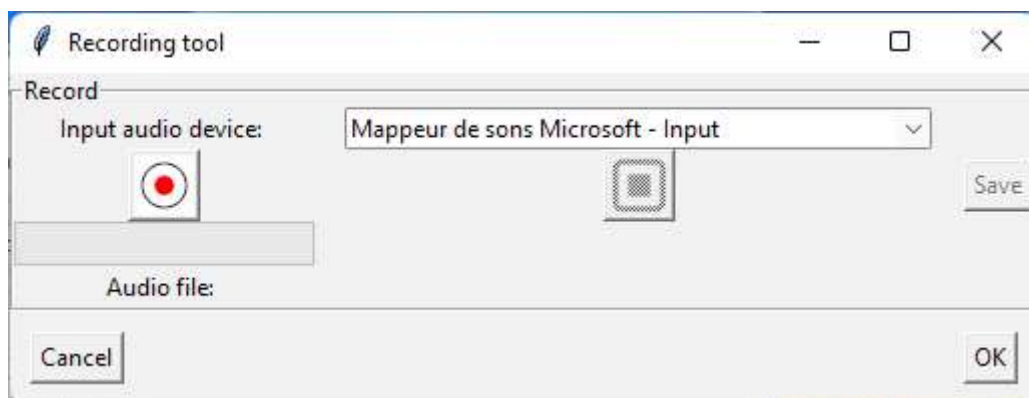 Recording tool
Record
Input audio device: Mappeur de sons Microsoft - Input
Save
Audio file:
Cancel OK